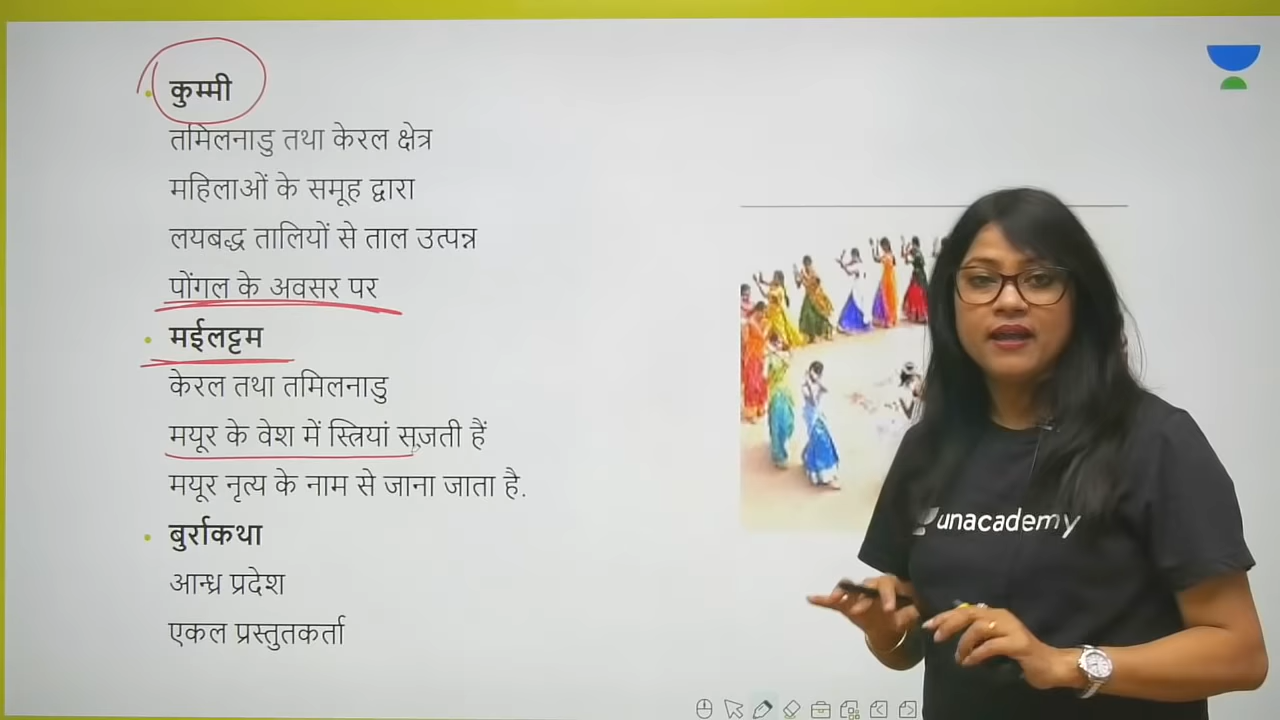 कुम्मी
तमिलनाडु तथा केरल क्षेत्र
महिलाओं के समूह द्वारा
लयबद्ध तालियों से ताल उत्पन्न
पोंगल के अवसर पर
मईलट्टम
केरल तथा तमिलनाडु
मयूर के वेश में स्त्रियां सजती हैं
मयूर नृत्य के नाम से जाना जाता है.
बुर्राकथा
आन्ध्र प्रदेश
एकल प्रस्तुतकर्ता
unacademy